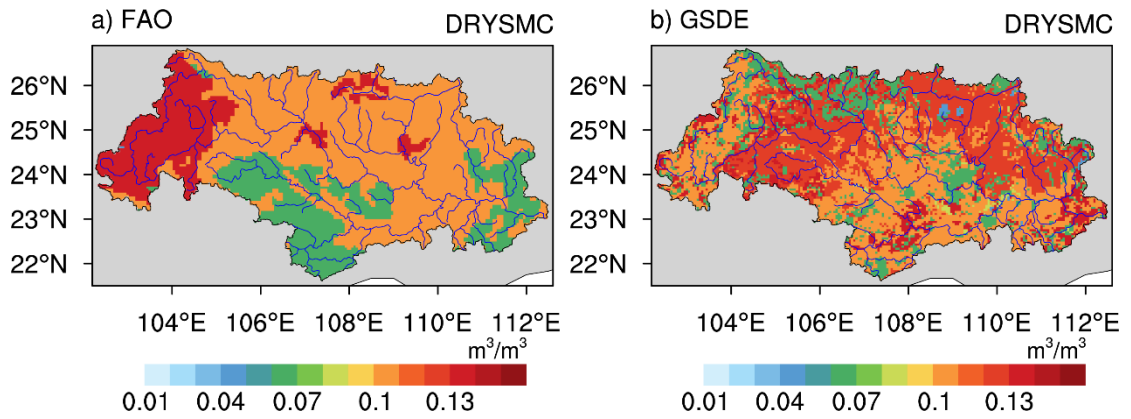 a) FAO DRYSMC
26°N
25°N
24°N
23°N
22°N
104°E 106°E 108°E 110°E 112°E
m³/m³
0.01 0.04 0.07 0.1 0.13
b) GSDE DRYSMC
26°N
25°N
24°N
23°N
22°N
104°E 106°E 108°E 110°E 112°E
m³/m³
0.01 0.04 0.07 0.1 0.13